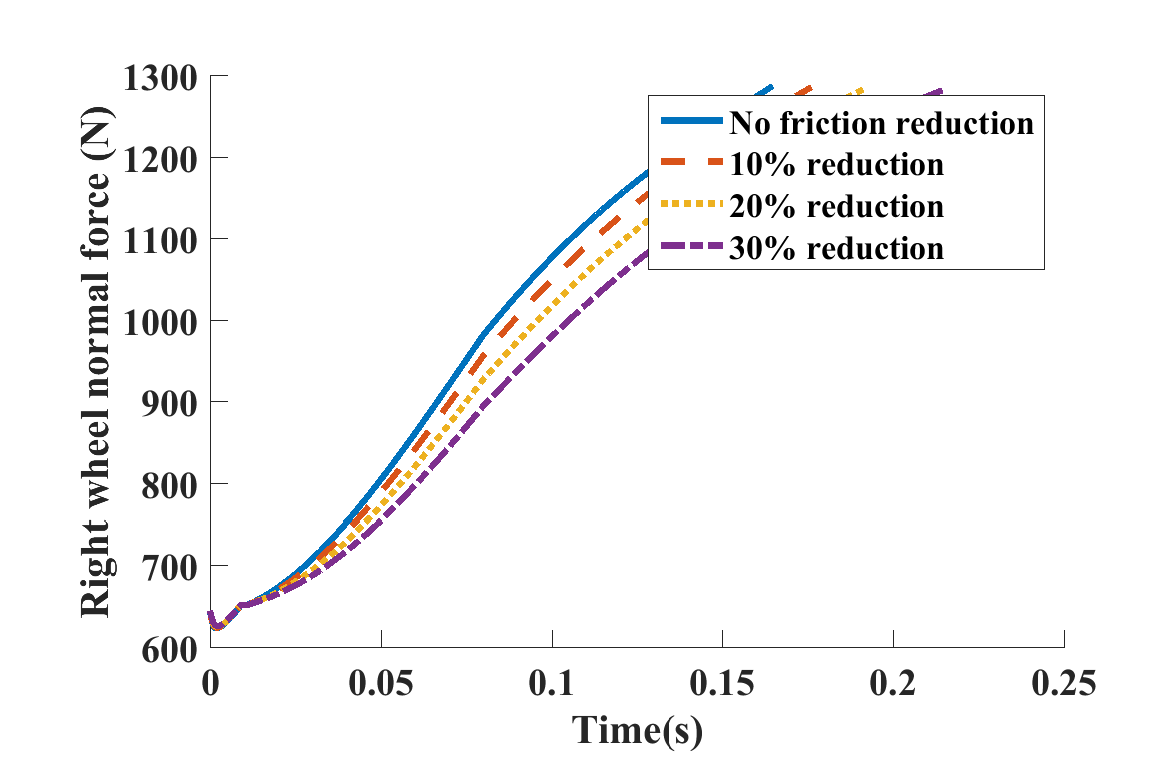 1300
1200
1100
1000
900
800
700
600
Right wheel normal force (N)
No friction reduction
10% reduction
20% reduction
30% reduction
0 0.05 0.1 0.15 0.2 0.25
Time(s)